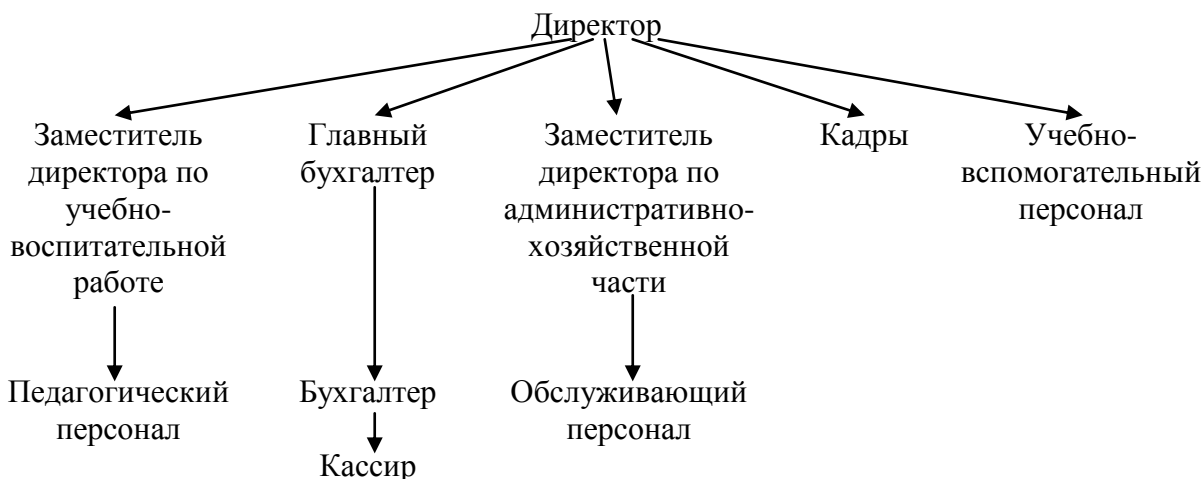 Директор
Заместитель
директора по
учебно-
воспитательной
работе
Главный
бухгалтер
Заместитель
директора по
административно-
хозяйственной
части
Кадры
Учебно-
вспомогательный
персонал
Педагогический
персонал
Бухгалтер
Обслуживающий
персонал
Кассир